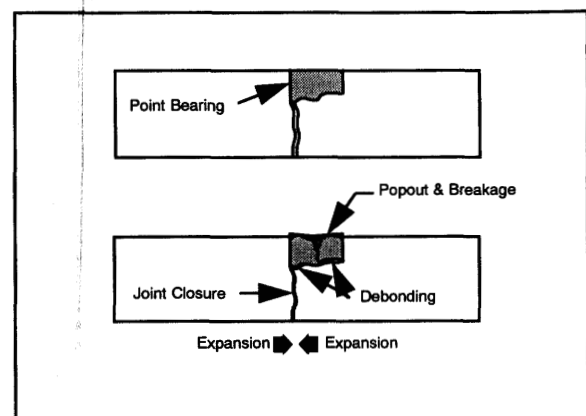 Point Bearing
Popout & Breakage
Joint Closure
Debonding
Expansion Expansion